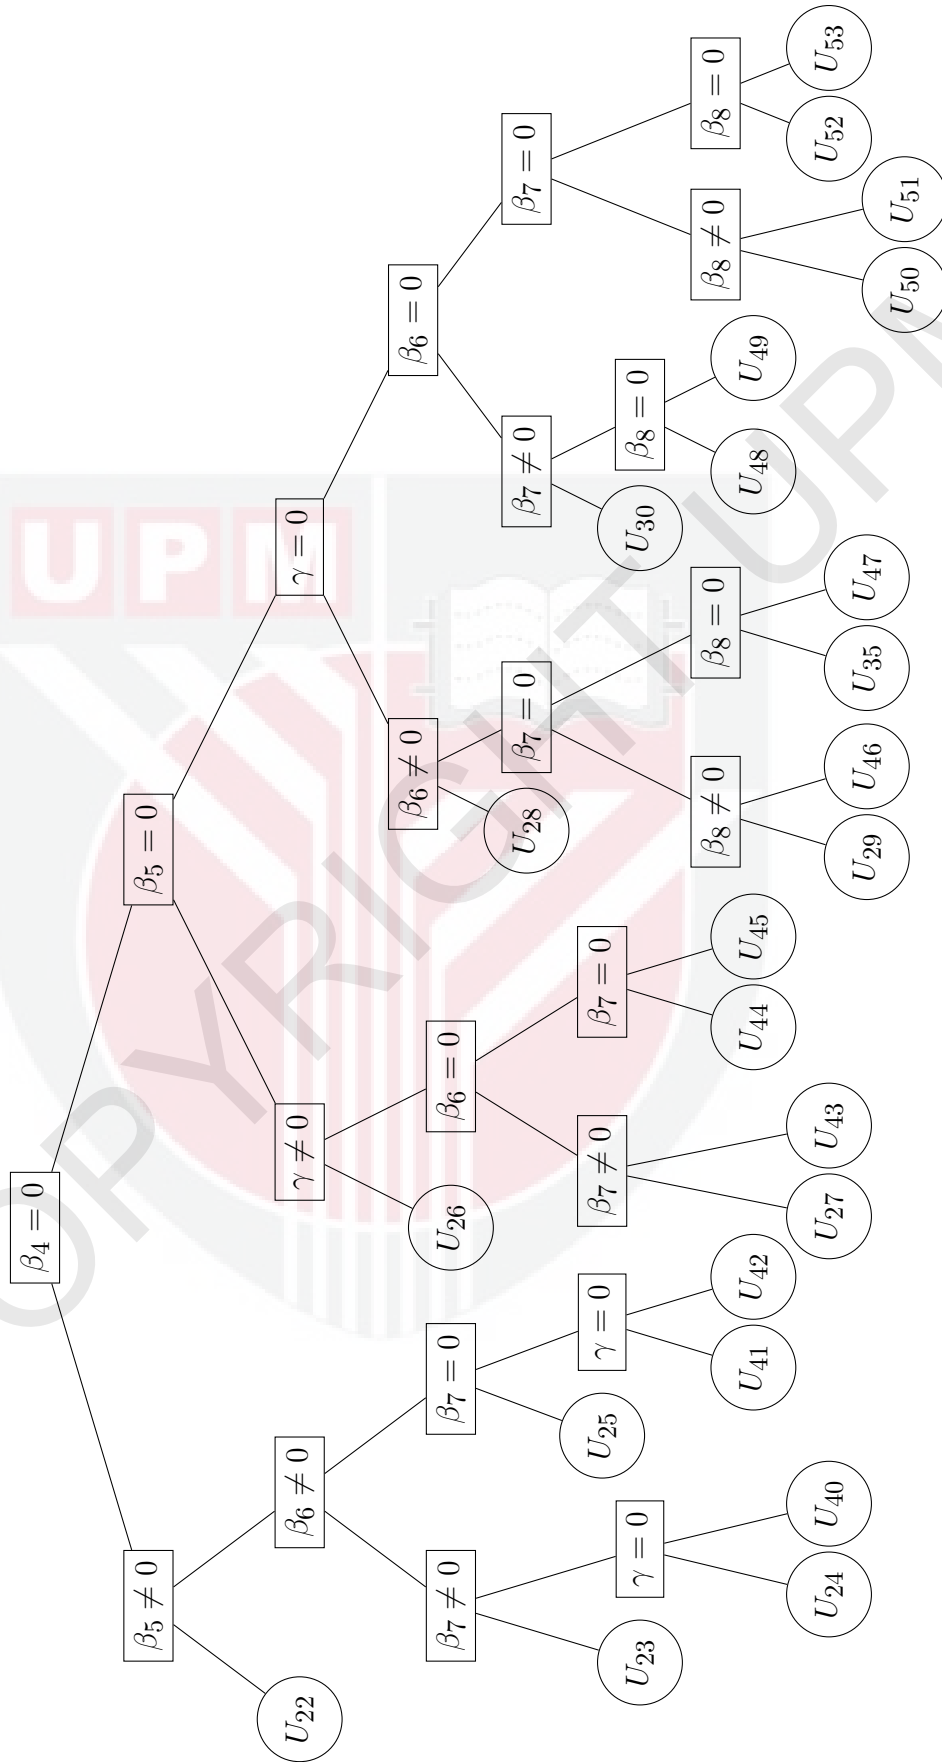 β4 = 0
β5 ≠ 0
β5 = 0
U22
β6 ≠ 0
γ ≠ 0
γ = 0
β7 ≠ 0
β7 = 0
U26
β6 = 0
β6 ≠ 0
β6 = 0
U23
γ = 0
U25
γ = 0
β7 ≠ 0
β7 = 0
U28
β7 = 0
β7 ≠ 0
β7 = 0
U24
U40
U41
U42
U27
U43
U44
U45
β8 ≠ 0
β8 = 0
U30
β8 = 0
β8 ≠ 0
β8 = 0
U29
U46
U35
U47
U48
U49
U50
U51
U52
U53
UPM
OPYRIGHT UPM